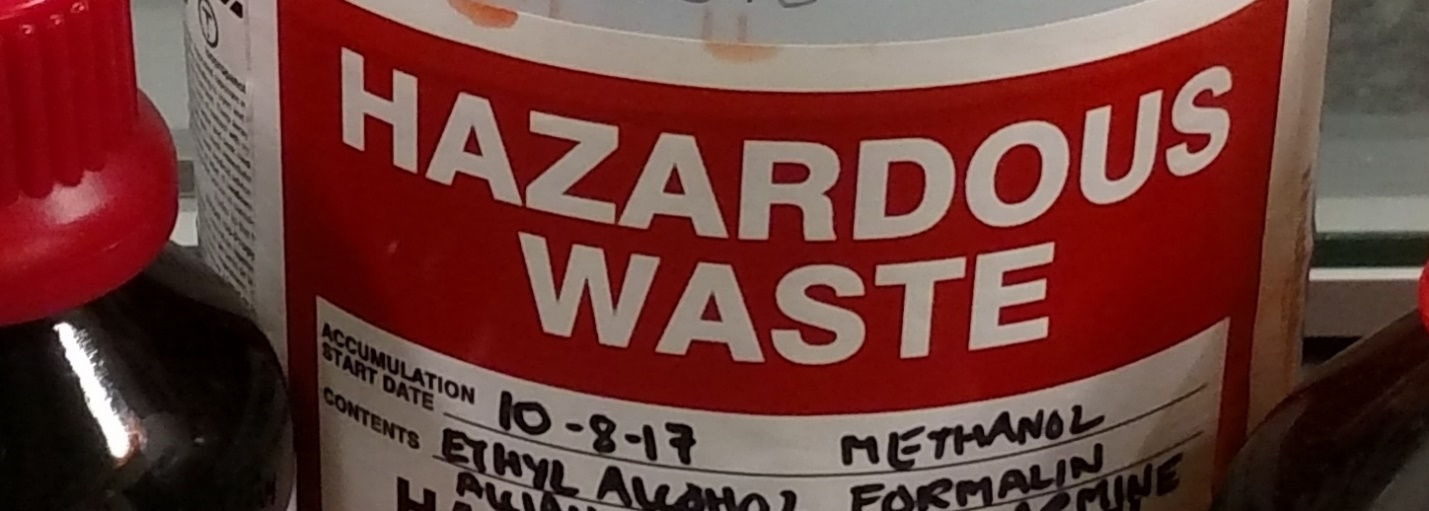 HAZARDOUS
WASTE
ACCUMULATION
START DATE 10-8-17 METHANOL
CONTENTS ETHYL ALCOHOL FORMALIN